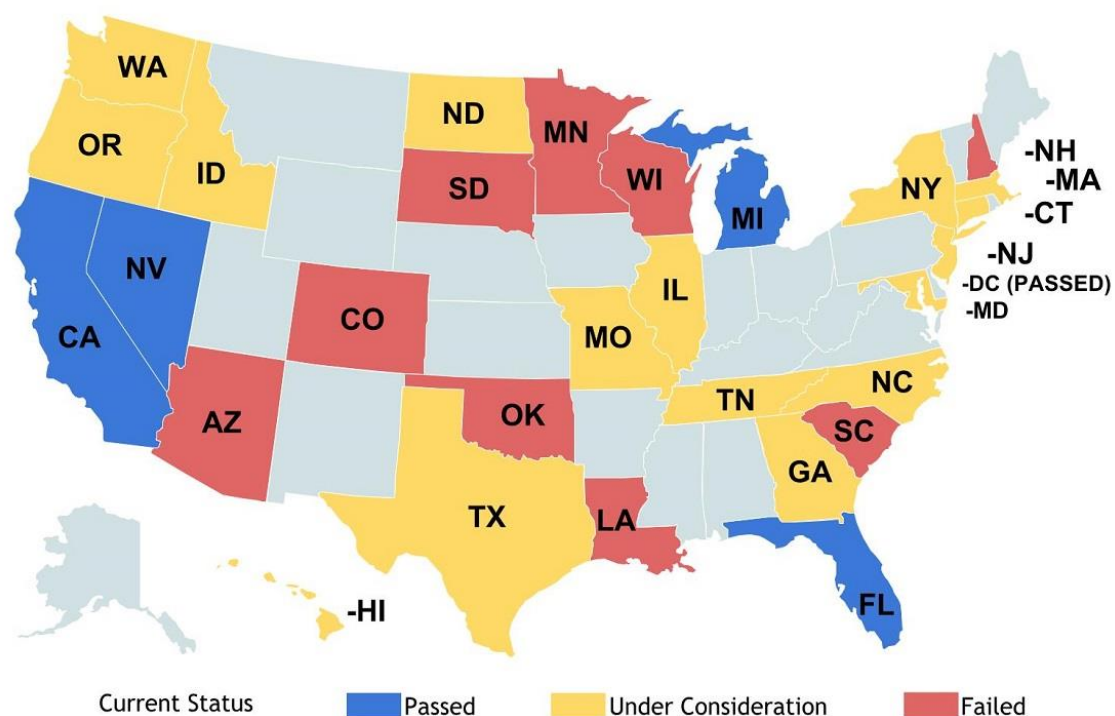 WA
OR
ID
ND
SD
MN
WI
MI
NY
-NH
-MA
-CT
-NJ
-DC (PASSED)
-MD
NV
CA
CO
AZ
MO
IL
OK
TX
LA
TN
NC
SC
GA
FL
-HI
Current Status Passed Under Consideration Failed